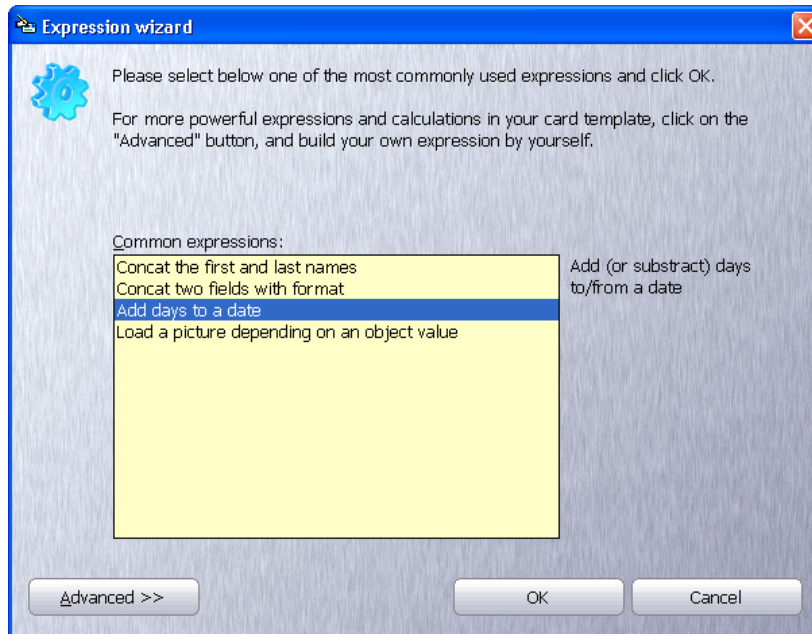 Expression wizard
Please select below one of the most commonly used expressions and click OK.
For more powerful expressions and calculations in your card template, click on the
"Advanced" button, and build your own expression by yourself.
Common expressions:
Concat the first and last names
Concat two fields with format
Add days to a date
Load a picture depending on an object value
Add (or substract) days
to/from a date
Advanced >>
OK
Cancel